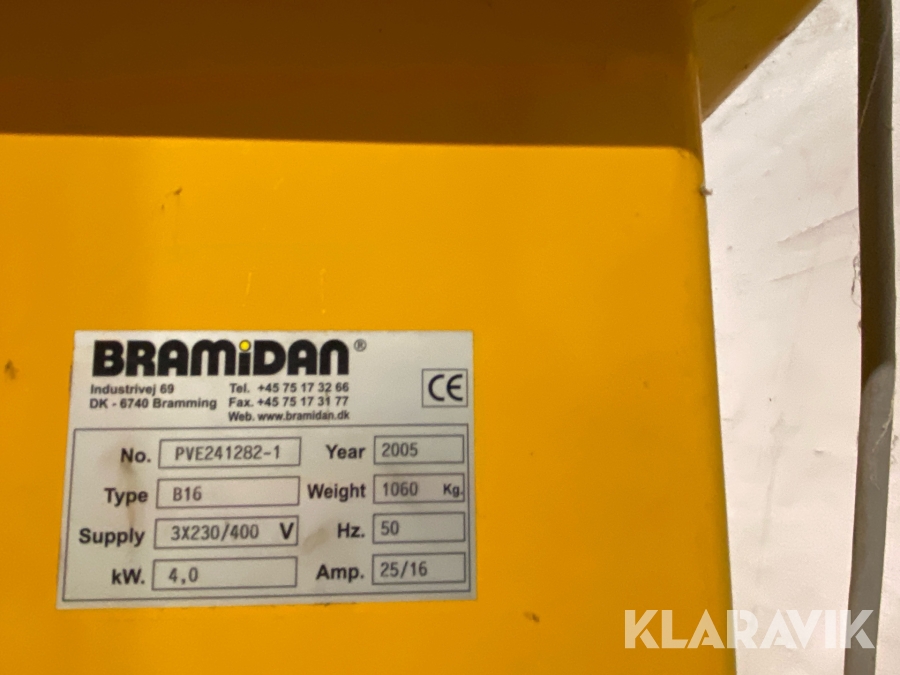 BRAMiDAN®
Industrivej 69 Tel. +45 75 17 32 66
DK - 6740 Bramming Fax. +45 75 17 31 77
Web. www.bramidan.dk
CE
No. PVE241282-1 Year 2005
Type B16 Weight 1060 Kg.
Supply 3X230/400 V Hz. 50
kW. 4,0 Amp. 25/16
KLARAVIK